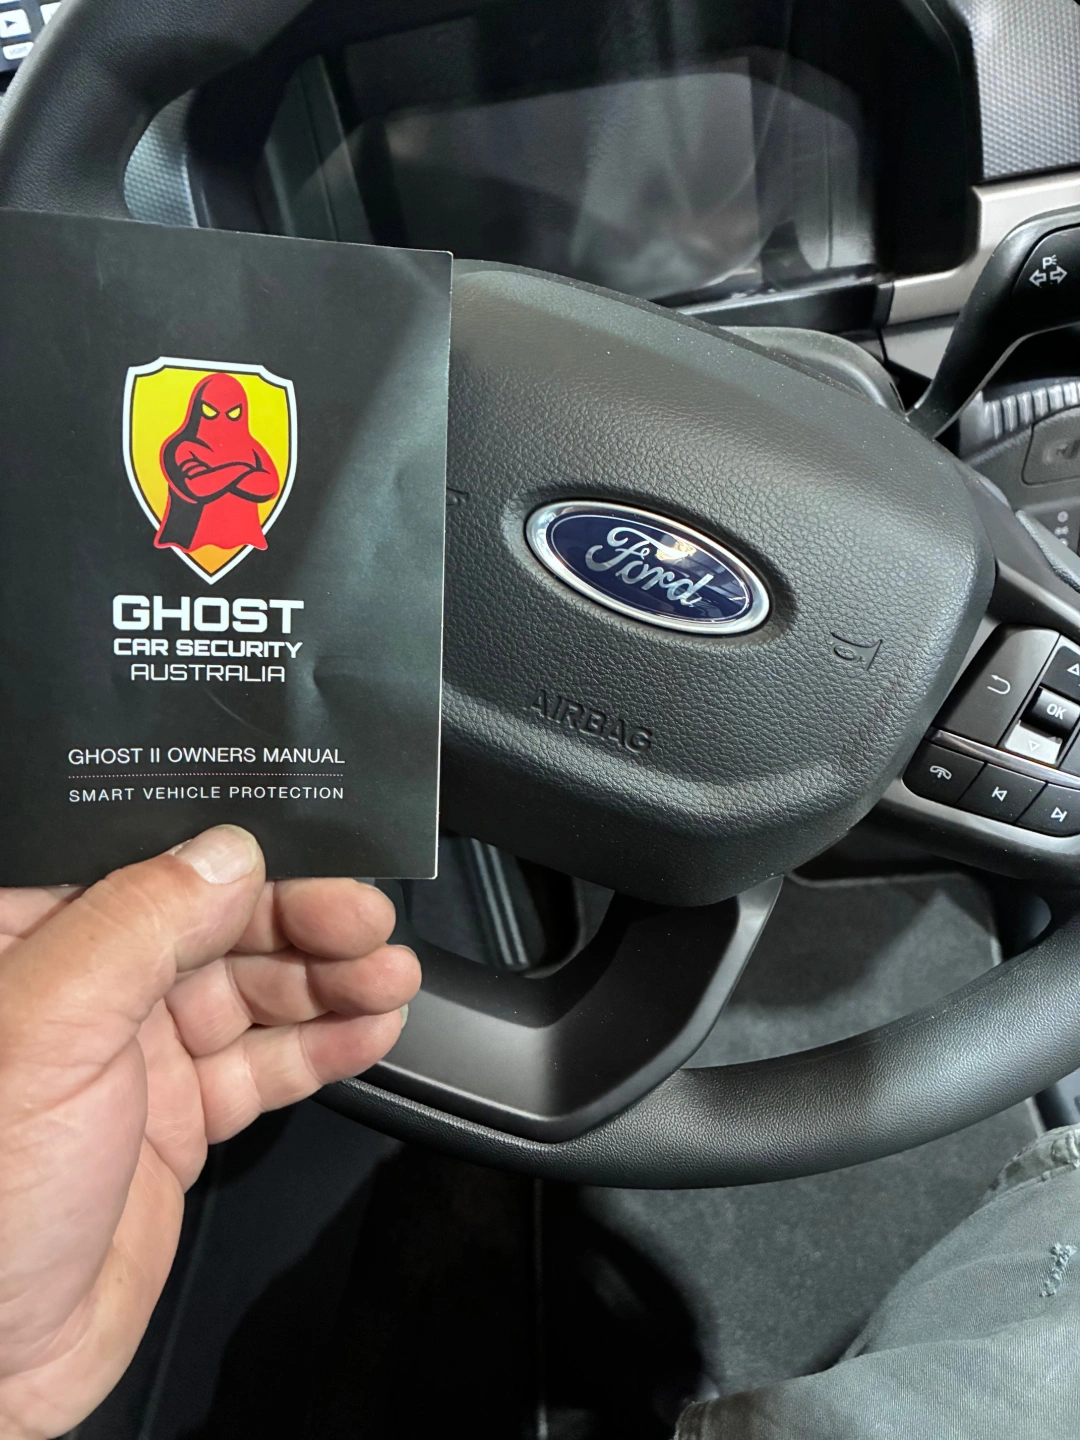 GHOST
CAR SECURITY
AUSTRALIA
GHOST II OWNERS MANUAL
SMART VEHICLE PROTECTION
Ford
AIRBAG
OK
P